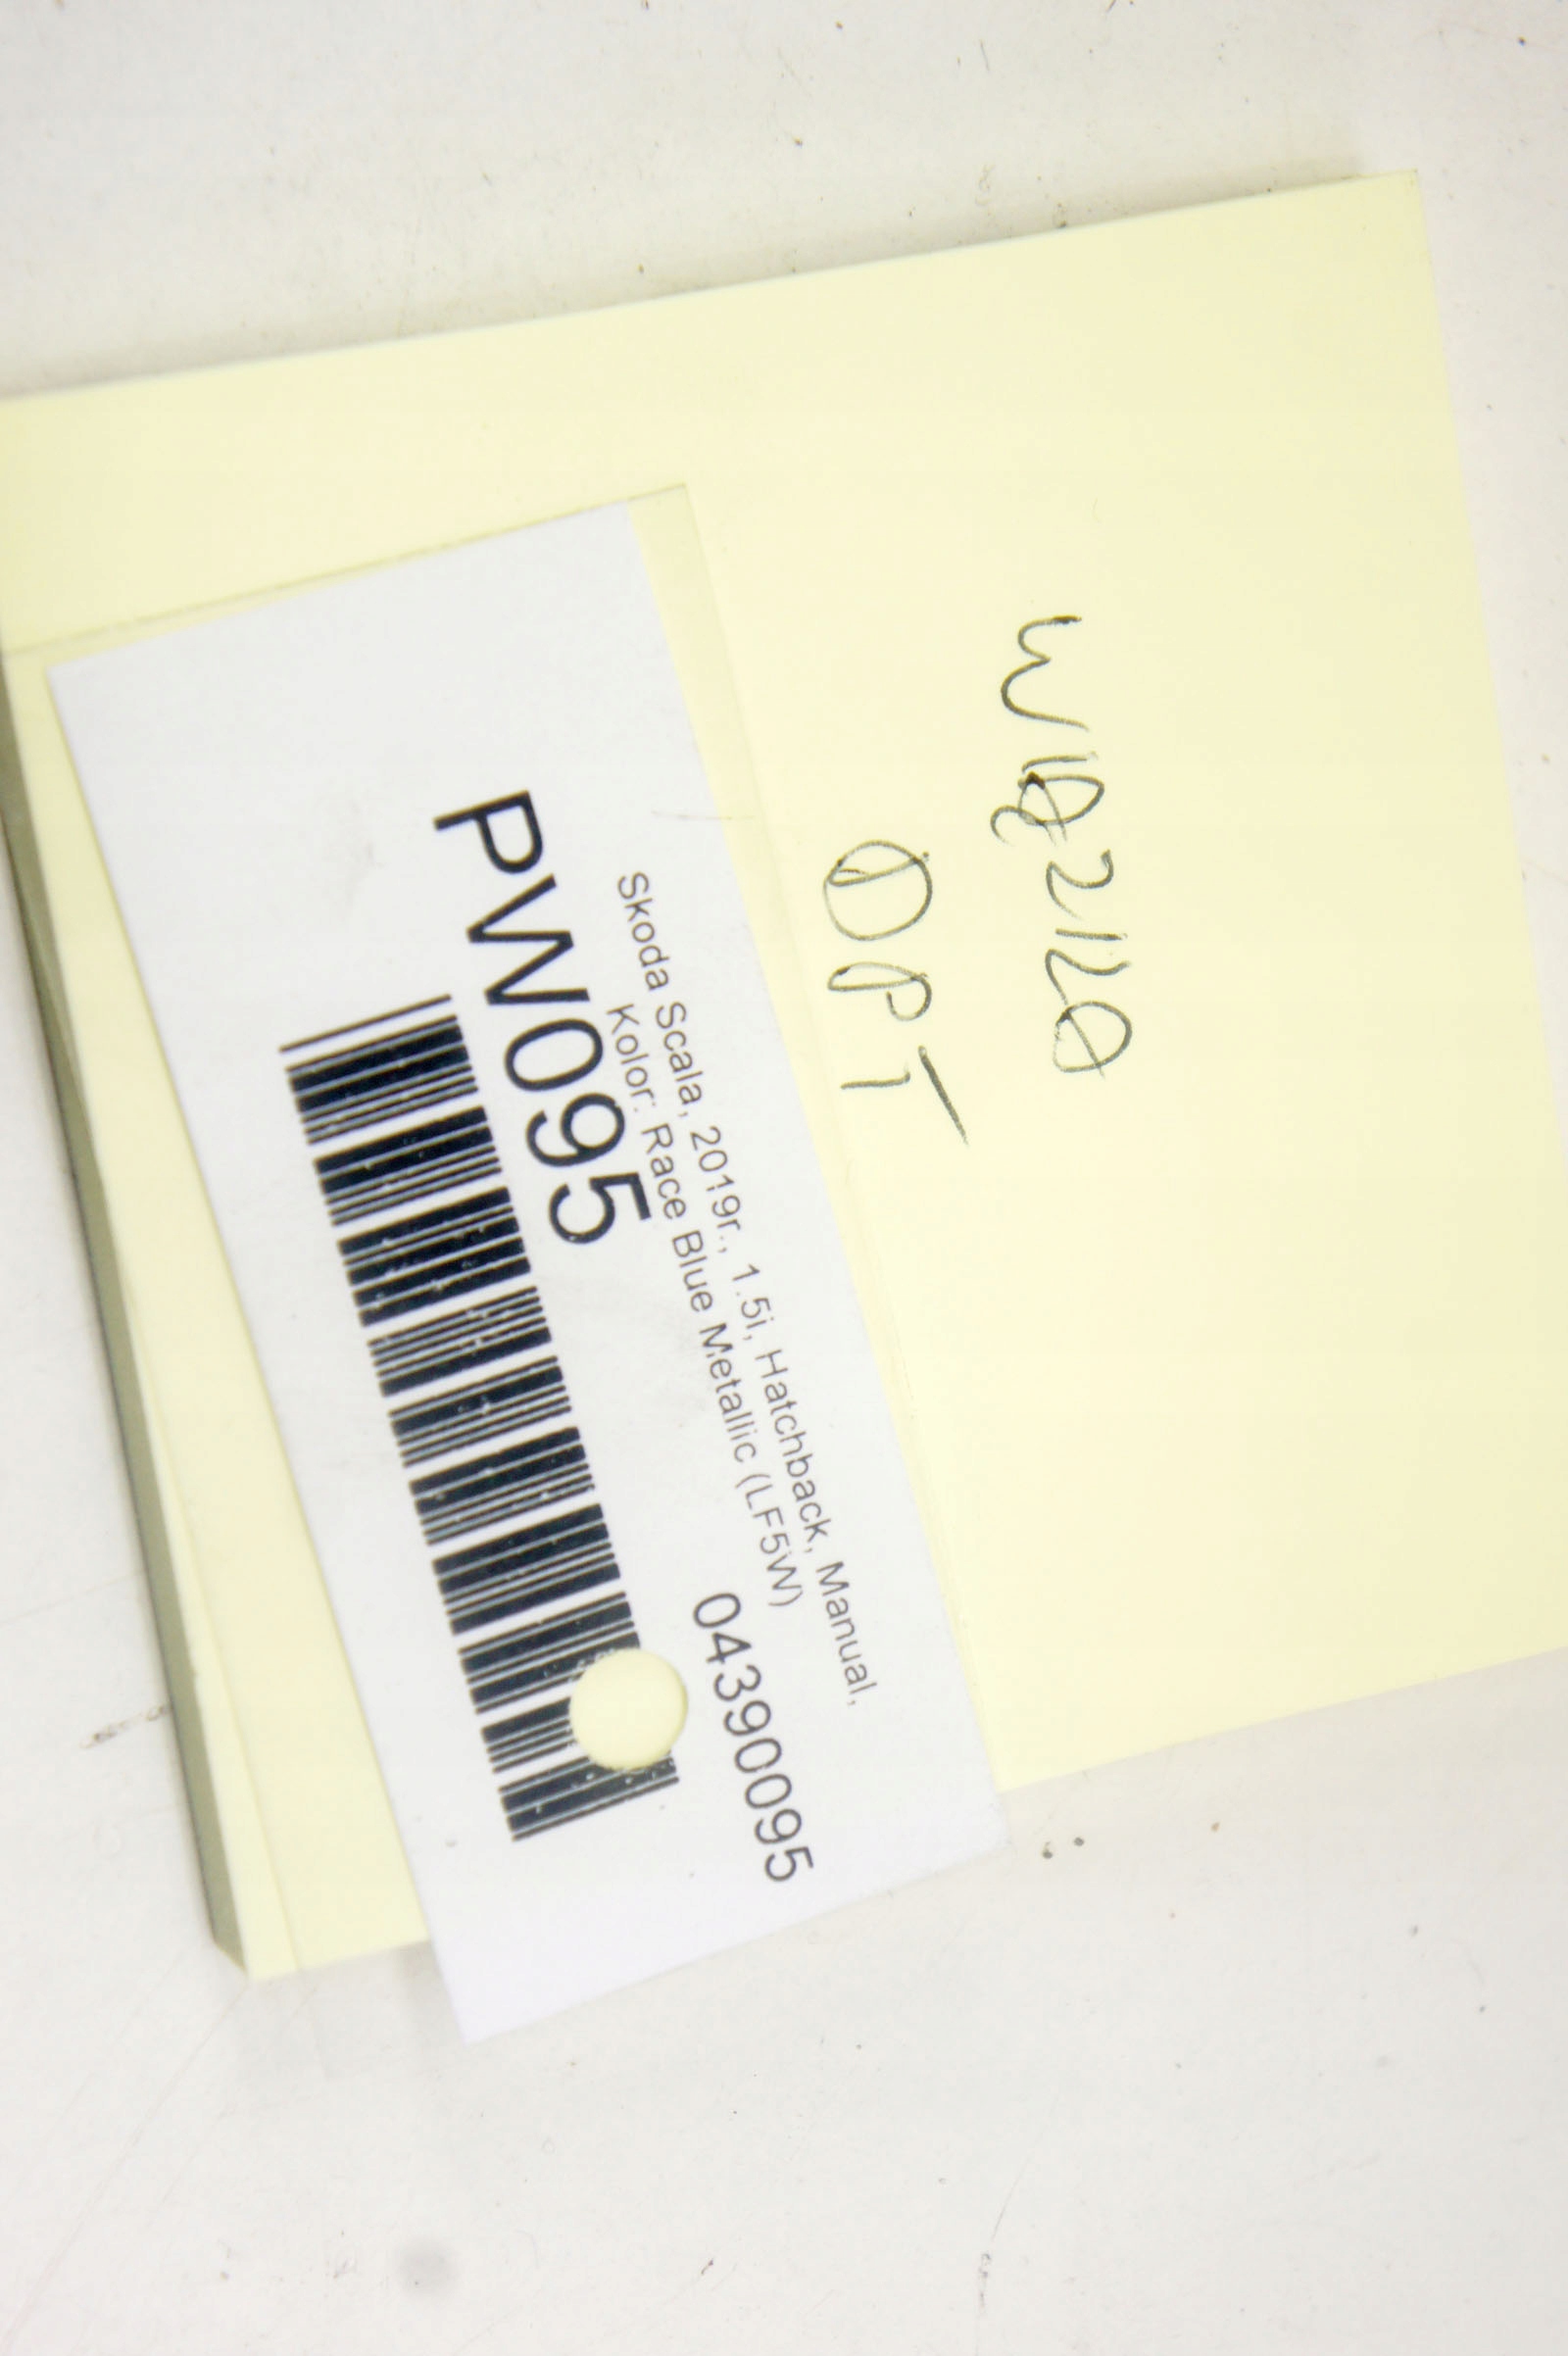 WIĄZKA
DPT
Skoda Scala, 2019r., 1.5i, Hatchback, Manual,
Kolor: Race Blue Metallic (LF5W)
04390095
PW095